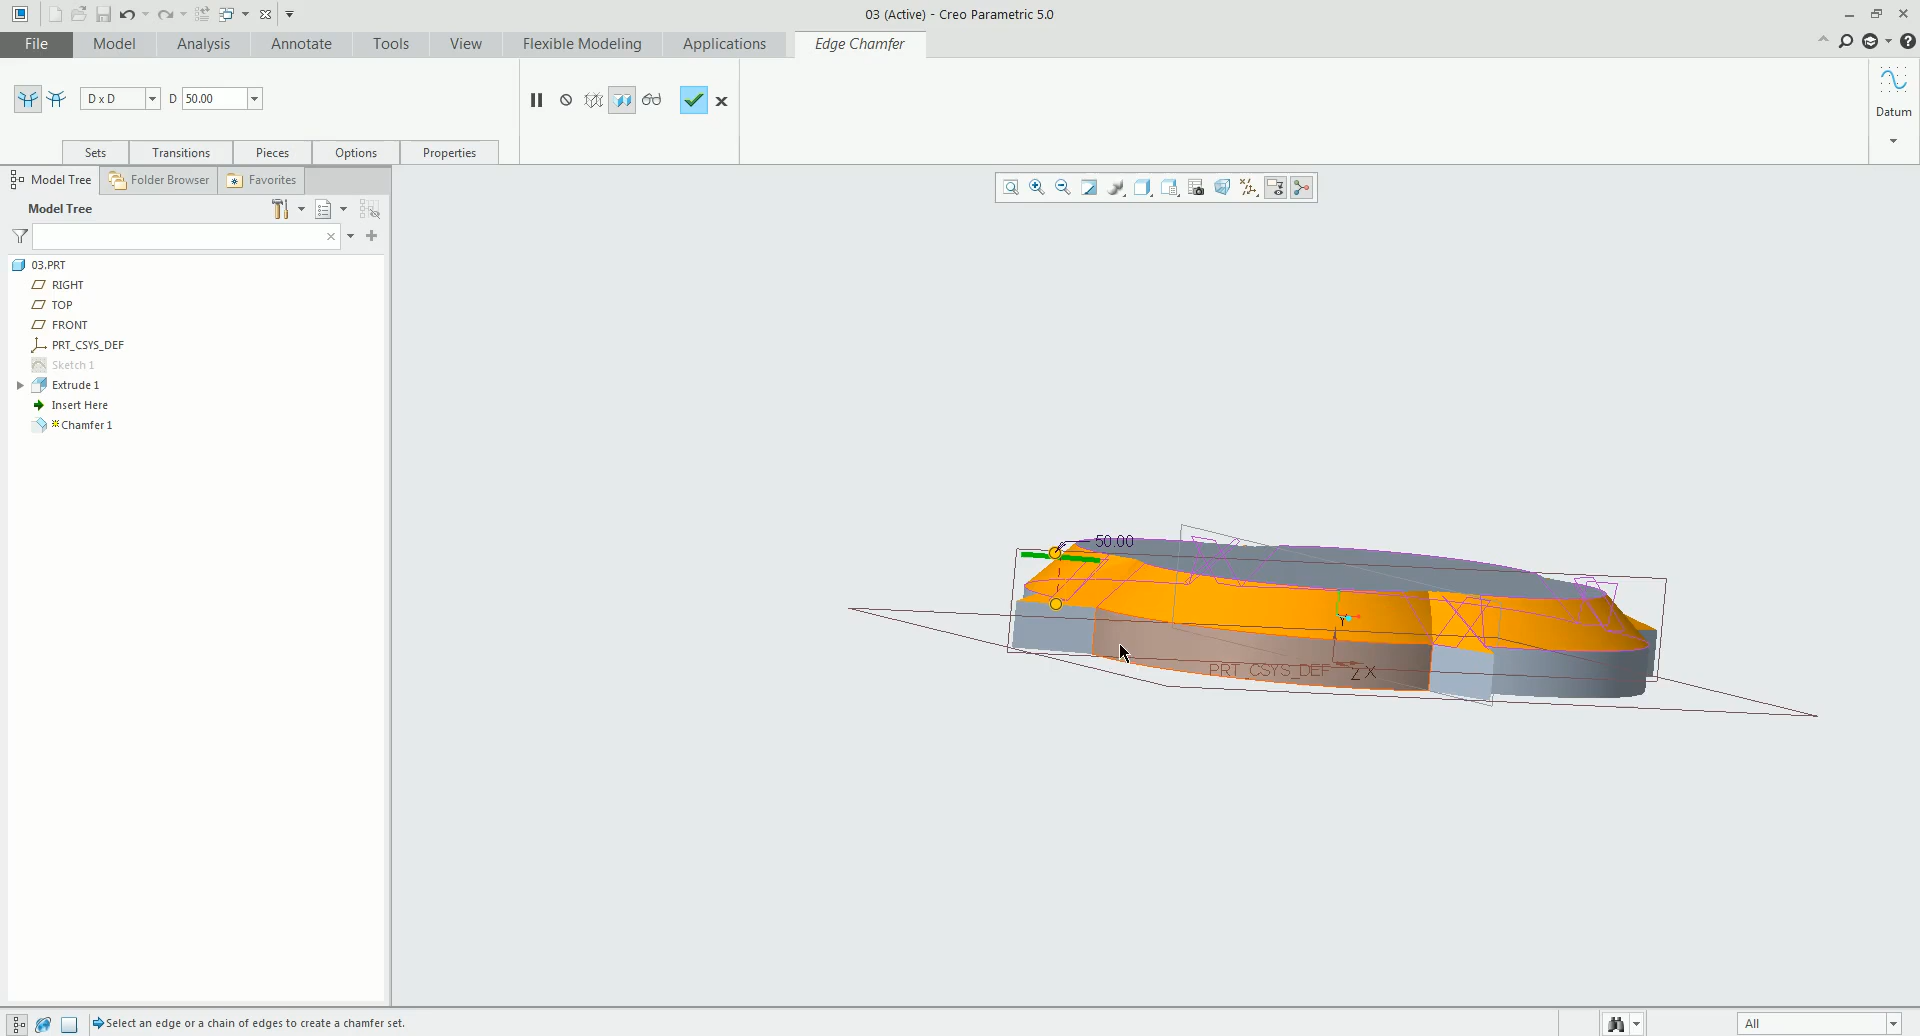 03 (Active) - Creo Parametric 5.0
File
Model
Analysis
Annotate
Tools
View
Flexible Modeling
Applications
Edge Chamfer
D x D
D
50.00
Datum
Sets
Transitions
Pieces
Options
Properties
Model Tree
Folder Browser
Favorites
Model Tree
03.PRT
RIGHT
TOP
FRONT
PRT_CSYS_DEF
Sketch 1
Extrude 1
Insert Here
Chamfer 1
50.00
Y
PRT_CSYS_DEF
Z X
Select an edge or a chain of edges to create a chamfer set.
All